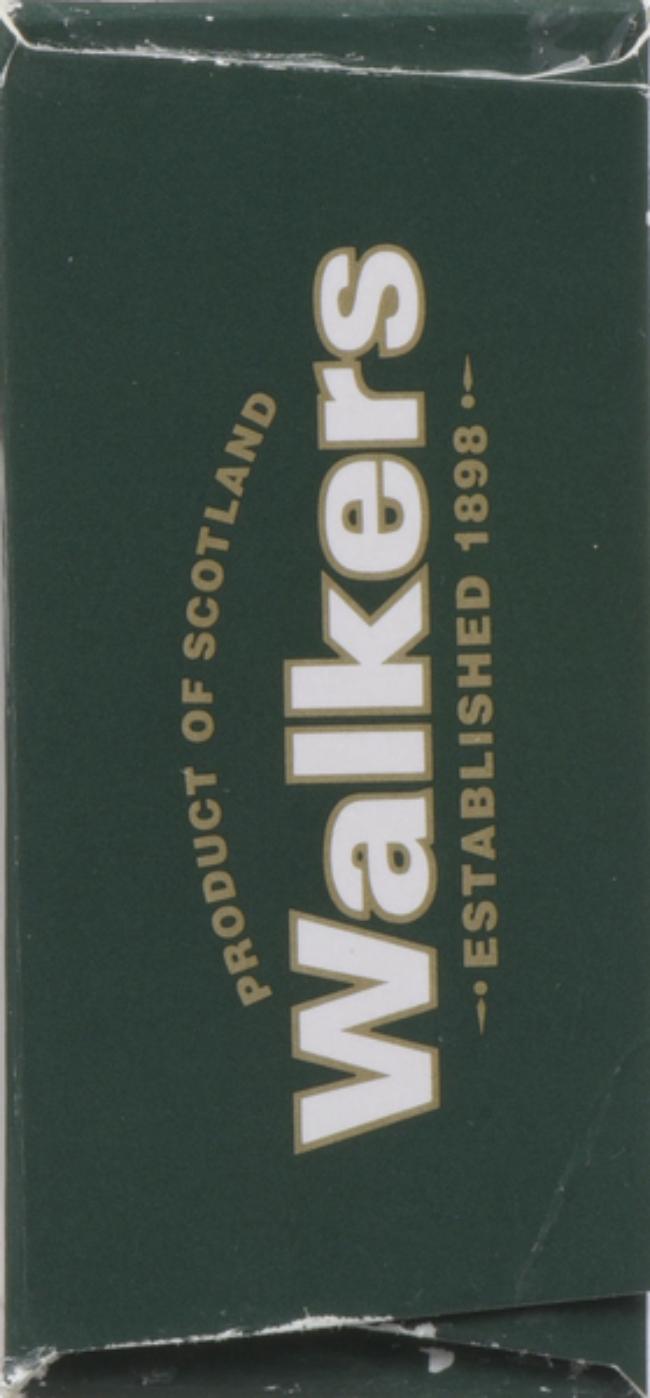 PRODUCT OF SCOTLAND
Walkers
ESTABLISHED 1898